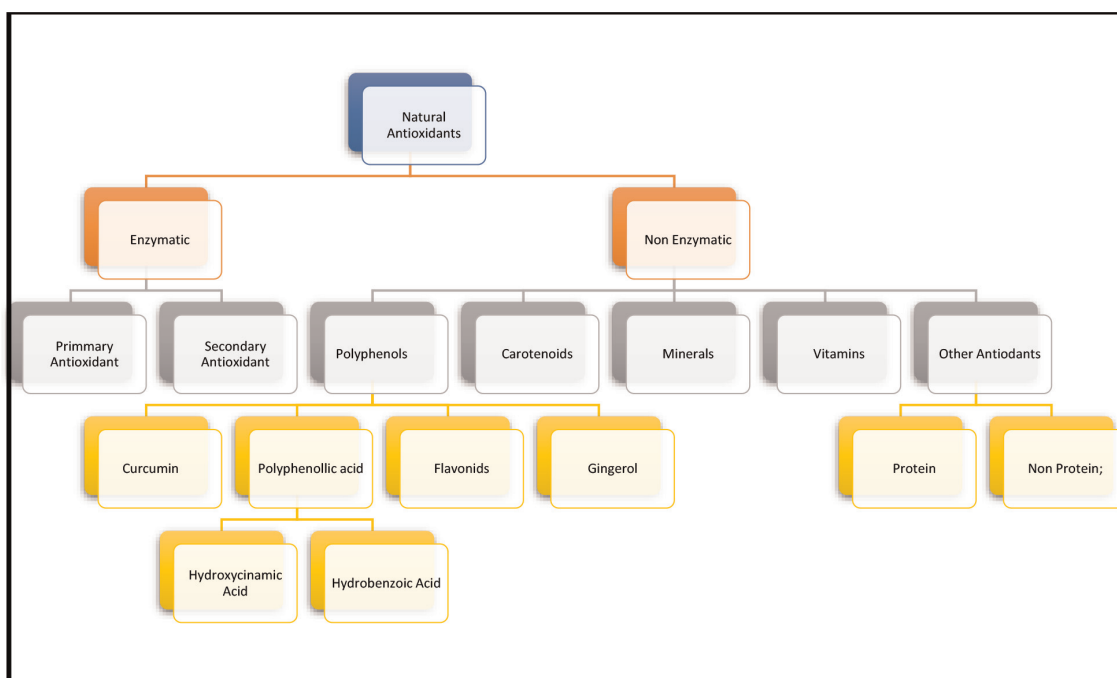 Natural
Antioxidants
Enzymatic
Non Enzymatic
Primmary
Antioxidant
Secondary
Antioxidant
Polyphenols
Carotenoids
Minerals
Vitamins
Other Antiodants
Curcumin
Polyphenollic acid
Flavonids
Gingerol
Protein
Non Protein;
Hydroxycinamic
Acid
Hydrobenzoic Acid